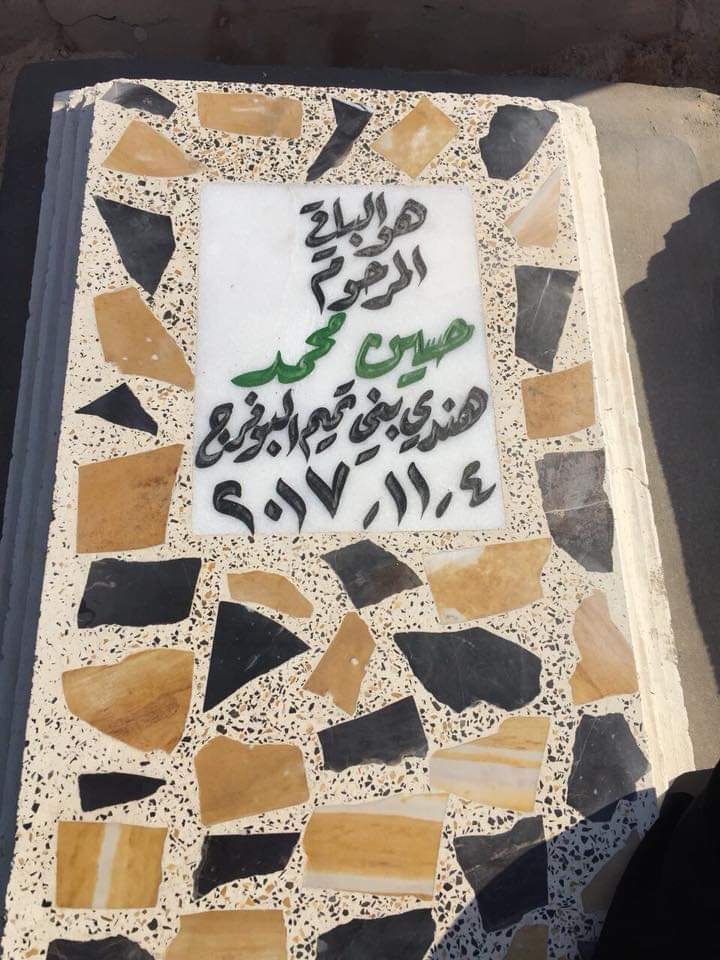 هو الباقي
المرحوم
حسين محمد
هندي بني تميم البوفرج
٢٠١٧.١١.٤